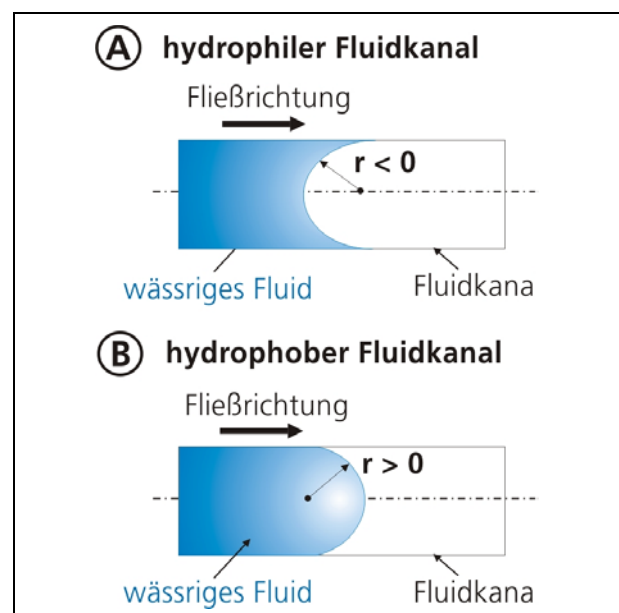 A hydrophiler Fluidkanal
Fließrichtung
r < 0
wässriges Fluid
Fluidkana
B hydrophober Fluidkanal
Fließrichtung
r > 0
wässriges Fluid
Fluidkana